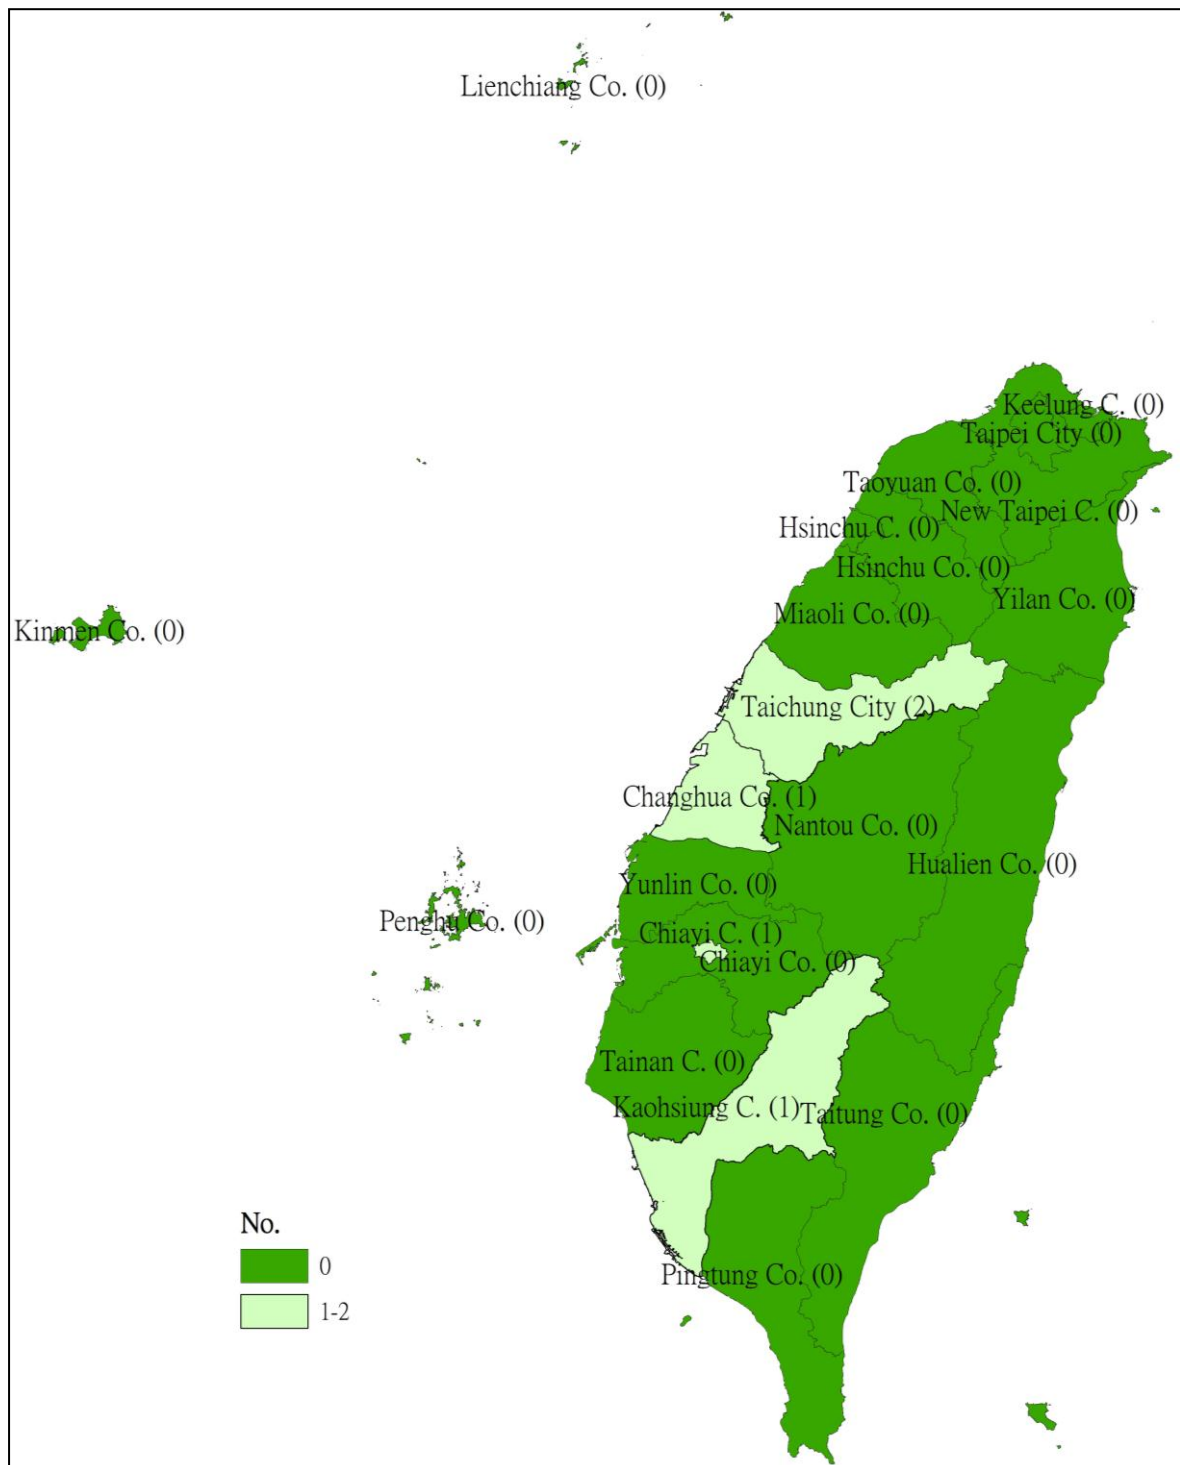 Lienchiang Co. (0)
Keelung C. (0)
Taipei City (0)
Taoyuan Co. (0)
New Taipei C. (0)
Hsinchu C. (0)
Hsinchu Co. (0)
Yilan Co. (0)
Miaoli Co. (0)
Kinmen Co. (0)
Taichung City (2)
Changhua Co. (1)
Nantou Co. (0)
Hualien Co. (0)
Yunlin Co. (0)
Penghu Co. (0)
Chiayi C. (1)
Chiayi Co. (0)
Tainan C. (0)
Kaohsiung C. (1)
Taitung Co. (0)
Pingtung Co. (0)
No.
0
1-2